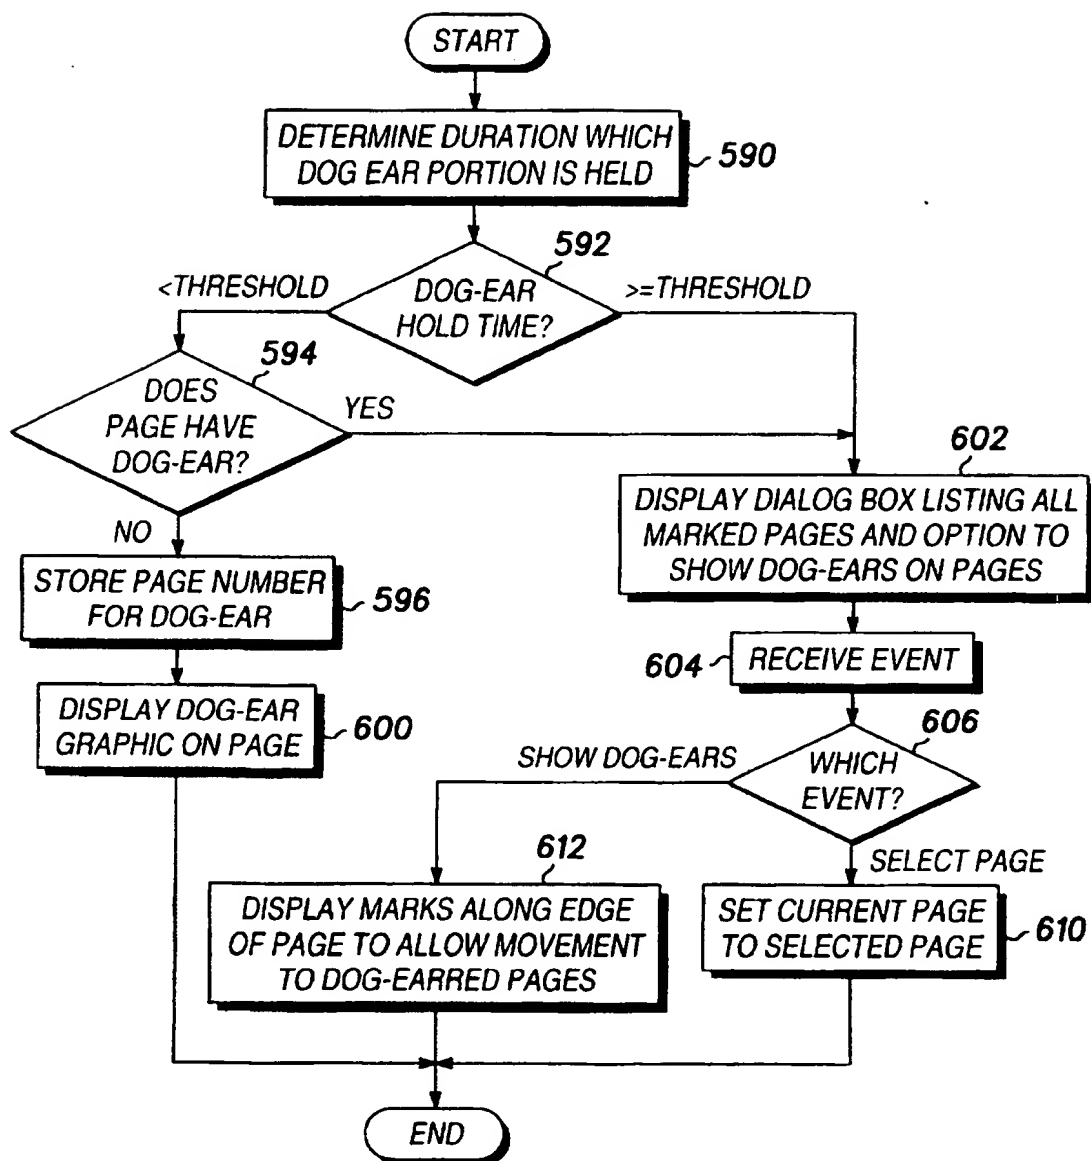 START
DETERMINE DURATION WHICH
DOG EAR PORTION IS HELD
590
592
<THRESHOLD
DOG-EAR
HOLD TIME?
>=THRESHOLD
594
DOES
PAGE HAVE
DOG-EAR?
YES
NO
602
DISPLAY DIALOG BOX LISTING ALL
MARKED PAGES AND OPTION TO
SHOW DOG-EARS ON PAGES
STORE PAGE NUMBER
FOR DOG-EAR
596
604
RECEIVE EVENT
DISPLAY DOG-EAR
GRAPHIC ON PAGE
600
606
SHOW DOG-EARS
WHICH
EVENT?
SELECT PAGE
612
DISPLAY MARKS ALONG EDGE
OF PAGE TO ALLOW MOVEMENT
TO DOG-EARRED PAGES
SET CURRENT PAGE
TO SELECTED PAGE
610
END